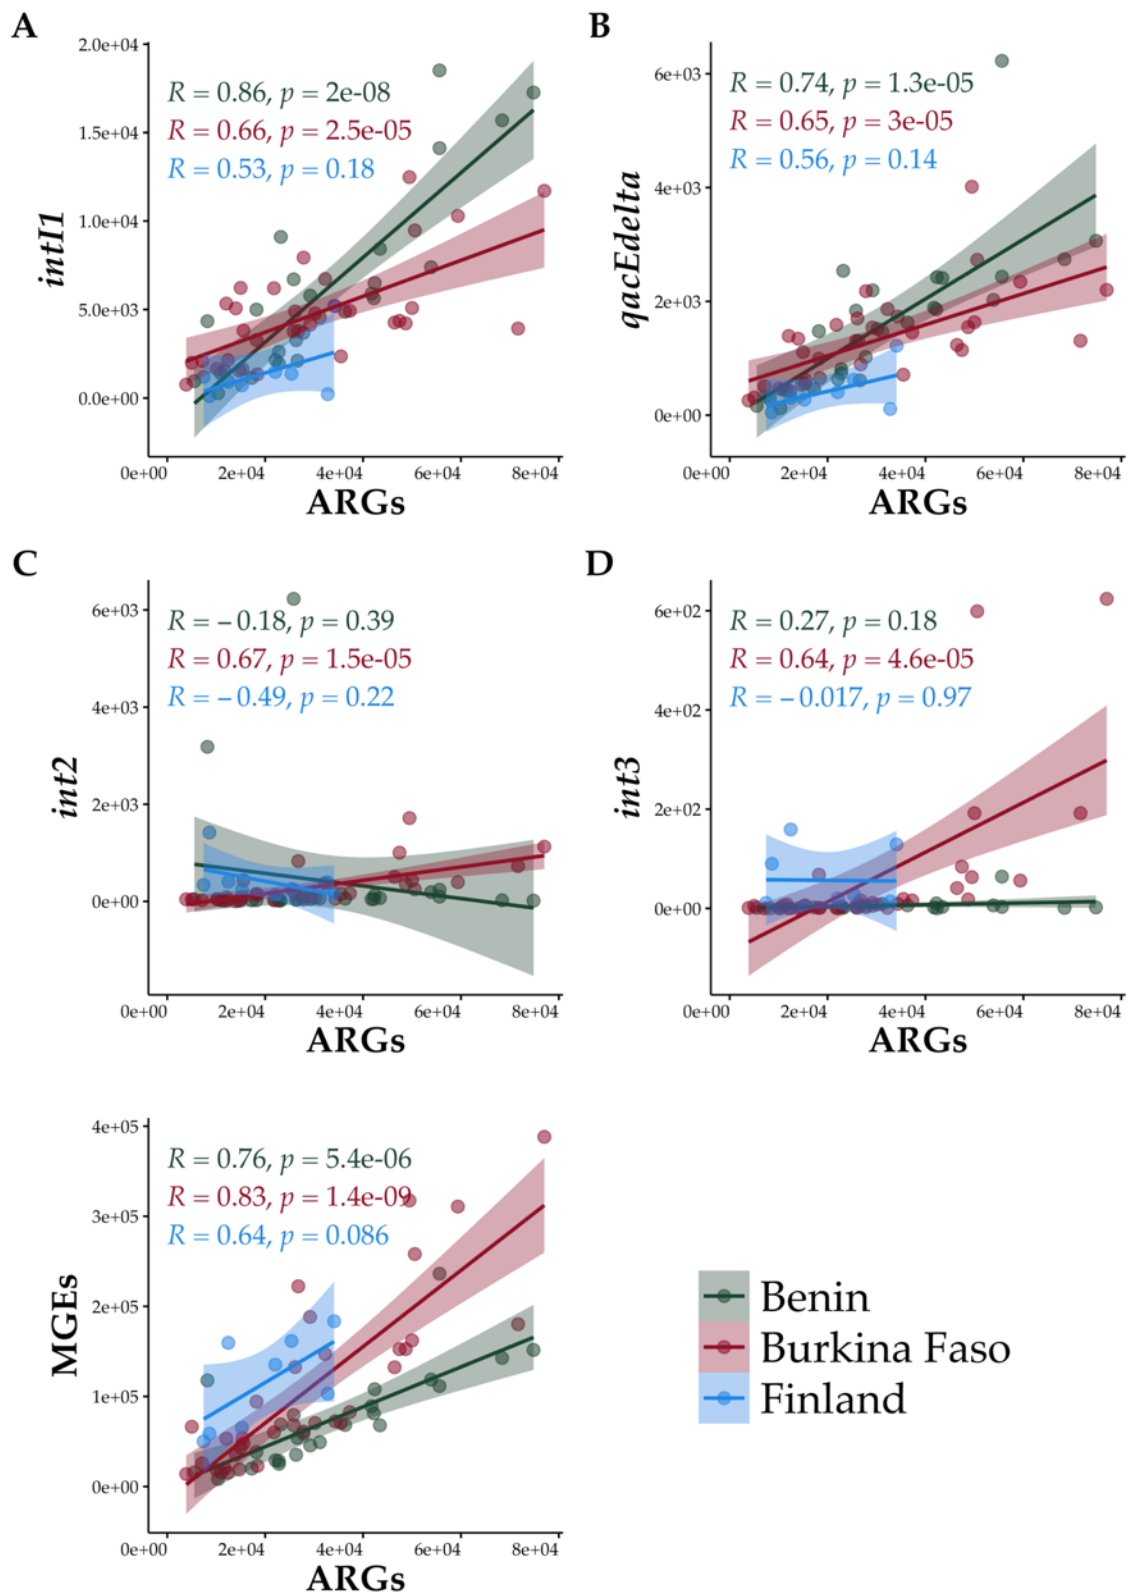 A
B
2.0e+04
1.5e+04
1.0e+04
5.0e+03
0.0e+00
intI1
R = 0.86, p = 2e-08
R = 0.66, p = 2.5e-05
R = 0.53, p = 0.18
0e+00 2e+04 4e+04 6e+04 8e+04
ARGs
6e+03
4e+03
2e+03
0e+00
qacEdelta
R = 0.74, p = 1.3e-05
R = 0.65, p = 3e-05
R = 0.56, p = 0.14
0e+00 2e+04 4e+04 6e+04 8e+04
ARGs
C
D
6e+03
4e+03
2e+03
0e+00
int2
R = −0.18, p = 0.39
R = 0.67, p = 1.5e-05
R = −0.49, p = 0.22
0e+00 2e+04 4e+04 6e+04 8e+04
ARGs
6e+02
4e+02
2e+02
0e+00
int3
R = 0.27, p = 0.18
R = 0.64, p = 4.6e-05
R = −0.017, p = 0.97
0e+00 2e+04 4e+04 6e+04 8e+04
ARGs
4e+05
3e+05
2e+05
1e+05
0e+00
MGEs
R = 0.76, p = 5.4e-06
R = 0.83, p = 1.4e-09
R = 0.64, p = 0.086
0e+00 2e+04 4e+04 6e+04 8e+04
ARGs
Benin
Burkina Faso
Finland